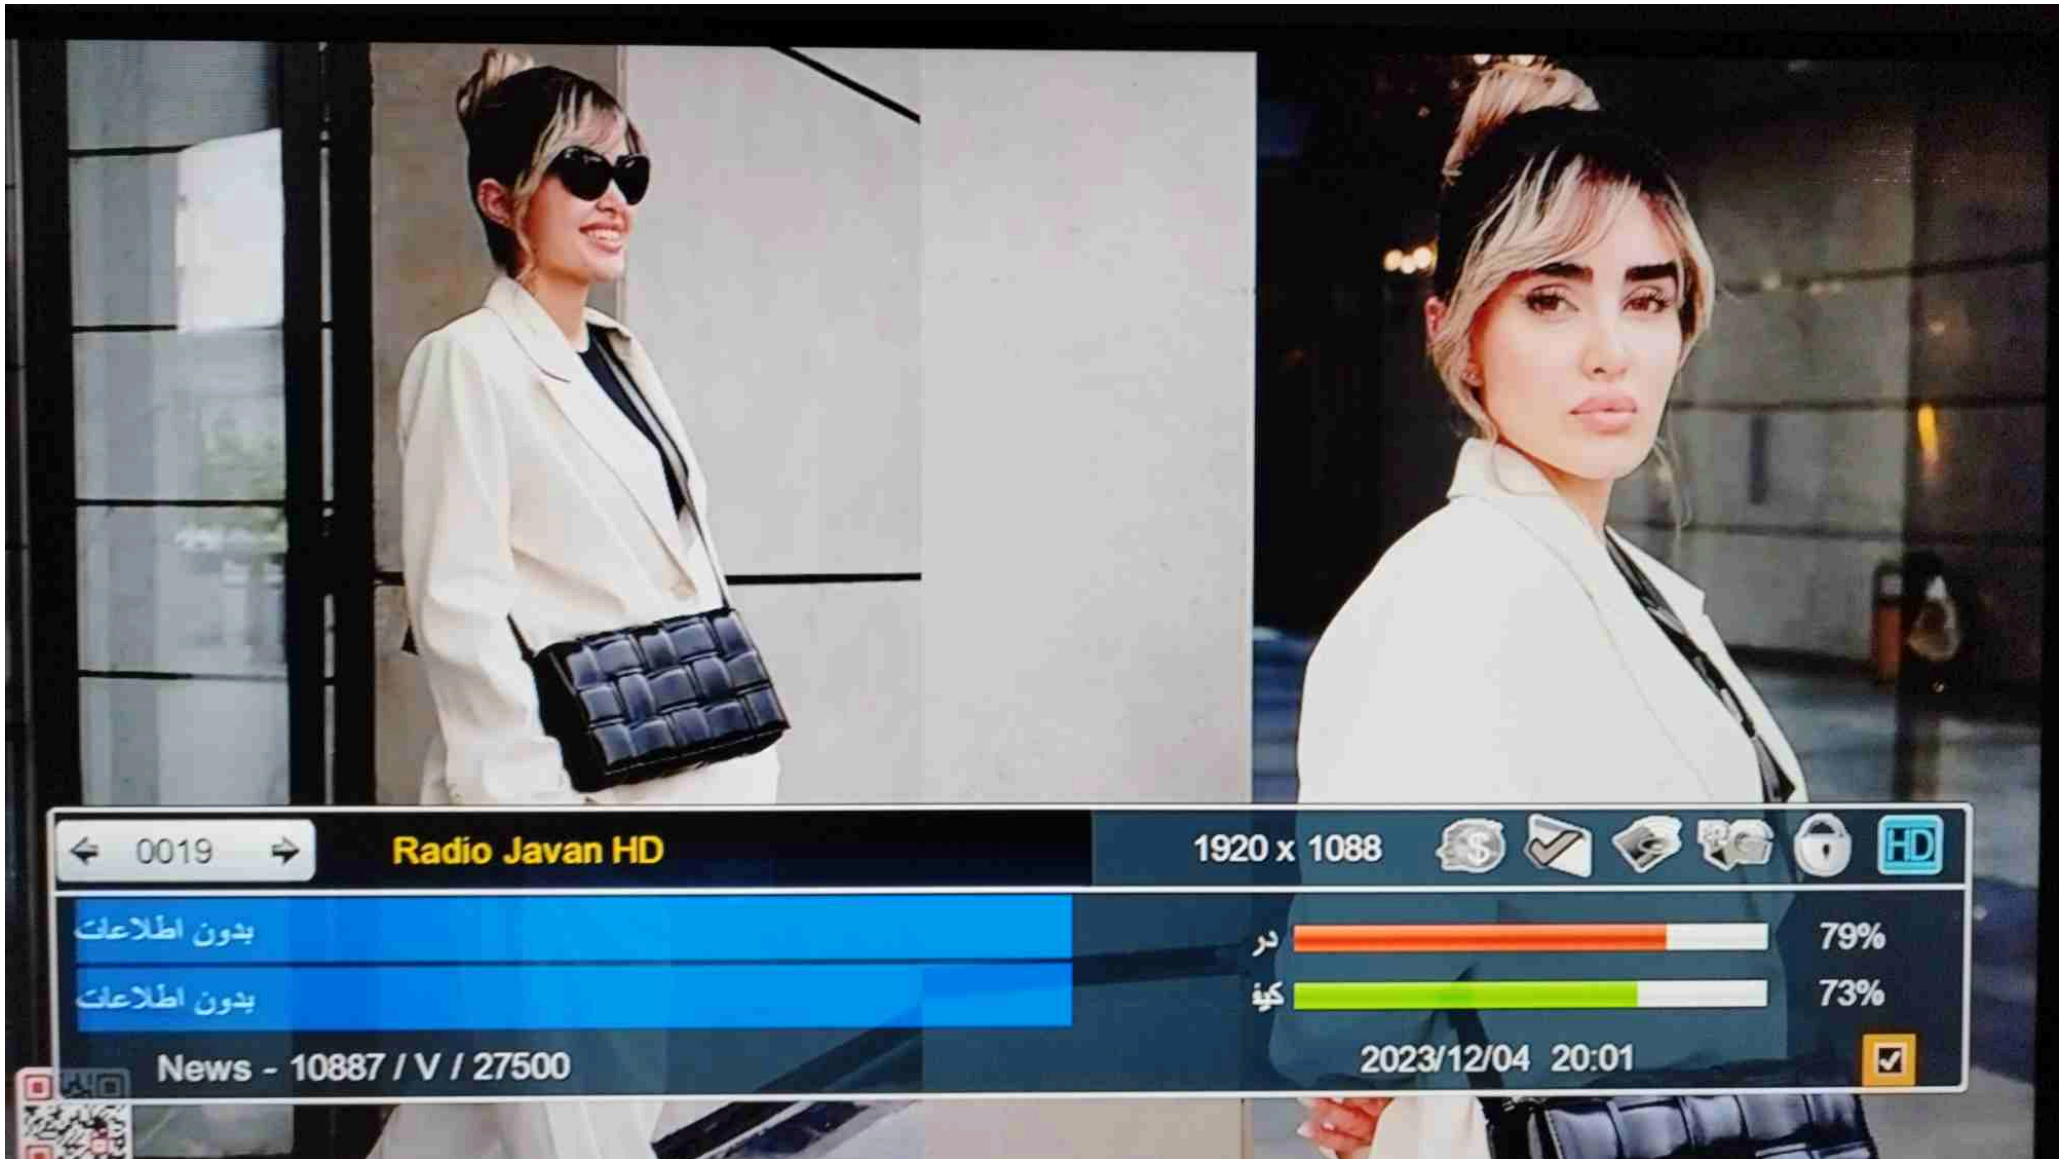 0019
Radio Javan HD
1920 x 1088
HD
بدون اطلاعات
در
79%
بدون اطلاعات
کیف
73%
News - 10887 / V / 27500
2023/12/04 20:01